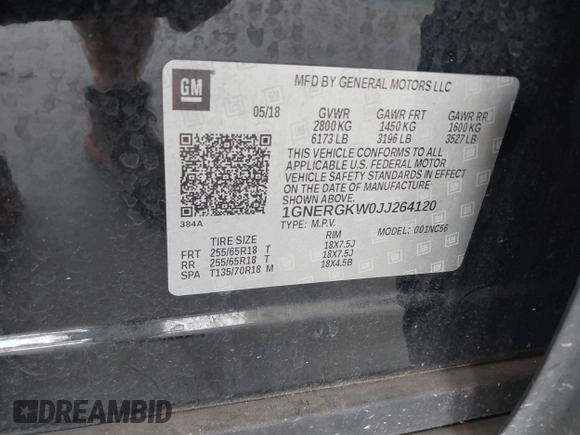 GM
MFD BY GENERAL MOTORS LLC
05/18 GVWR GAWR FRT GAWR RR
2800 KG 1450 KG 1600 KG
6173 LB 3196 LB 3527 LB
THIS VEHICLE CONFORMS TO ALL
APPLICABLE U.S. FEDERAL MOTOR
VEHICLE SAFETY STANDARDS IN EFFECT
ON THE DATE OF MANUFACTURE SHOWN ABOVE.
384A
1GNERGKW0JJ264120
TYPE: M.P.V. MODEL: 001NC56
TIRE SIZE RIM
FRT 255/65R18 T 18X7.5J
RR 255/65R18 T 18X7.5J
SPA T135/70R18 M 18X4.5B
DREAMBID